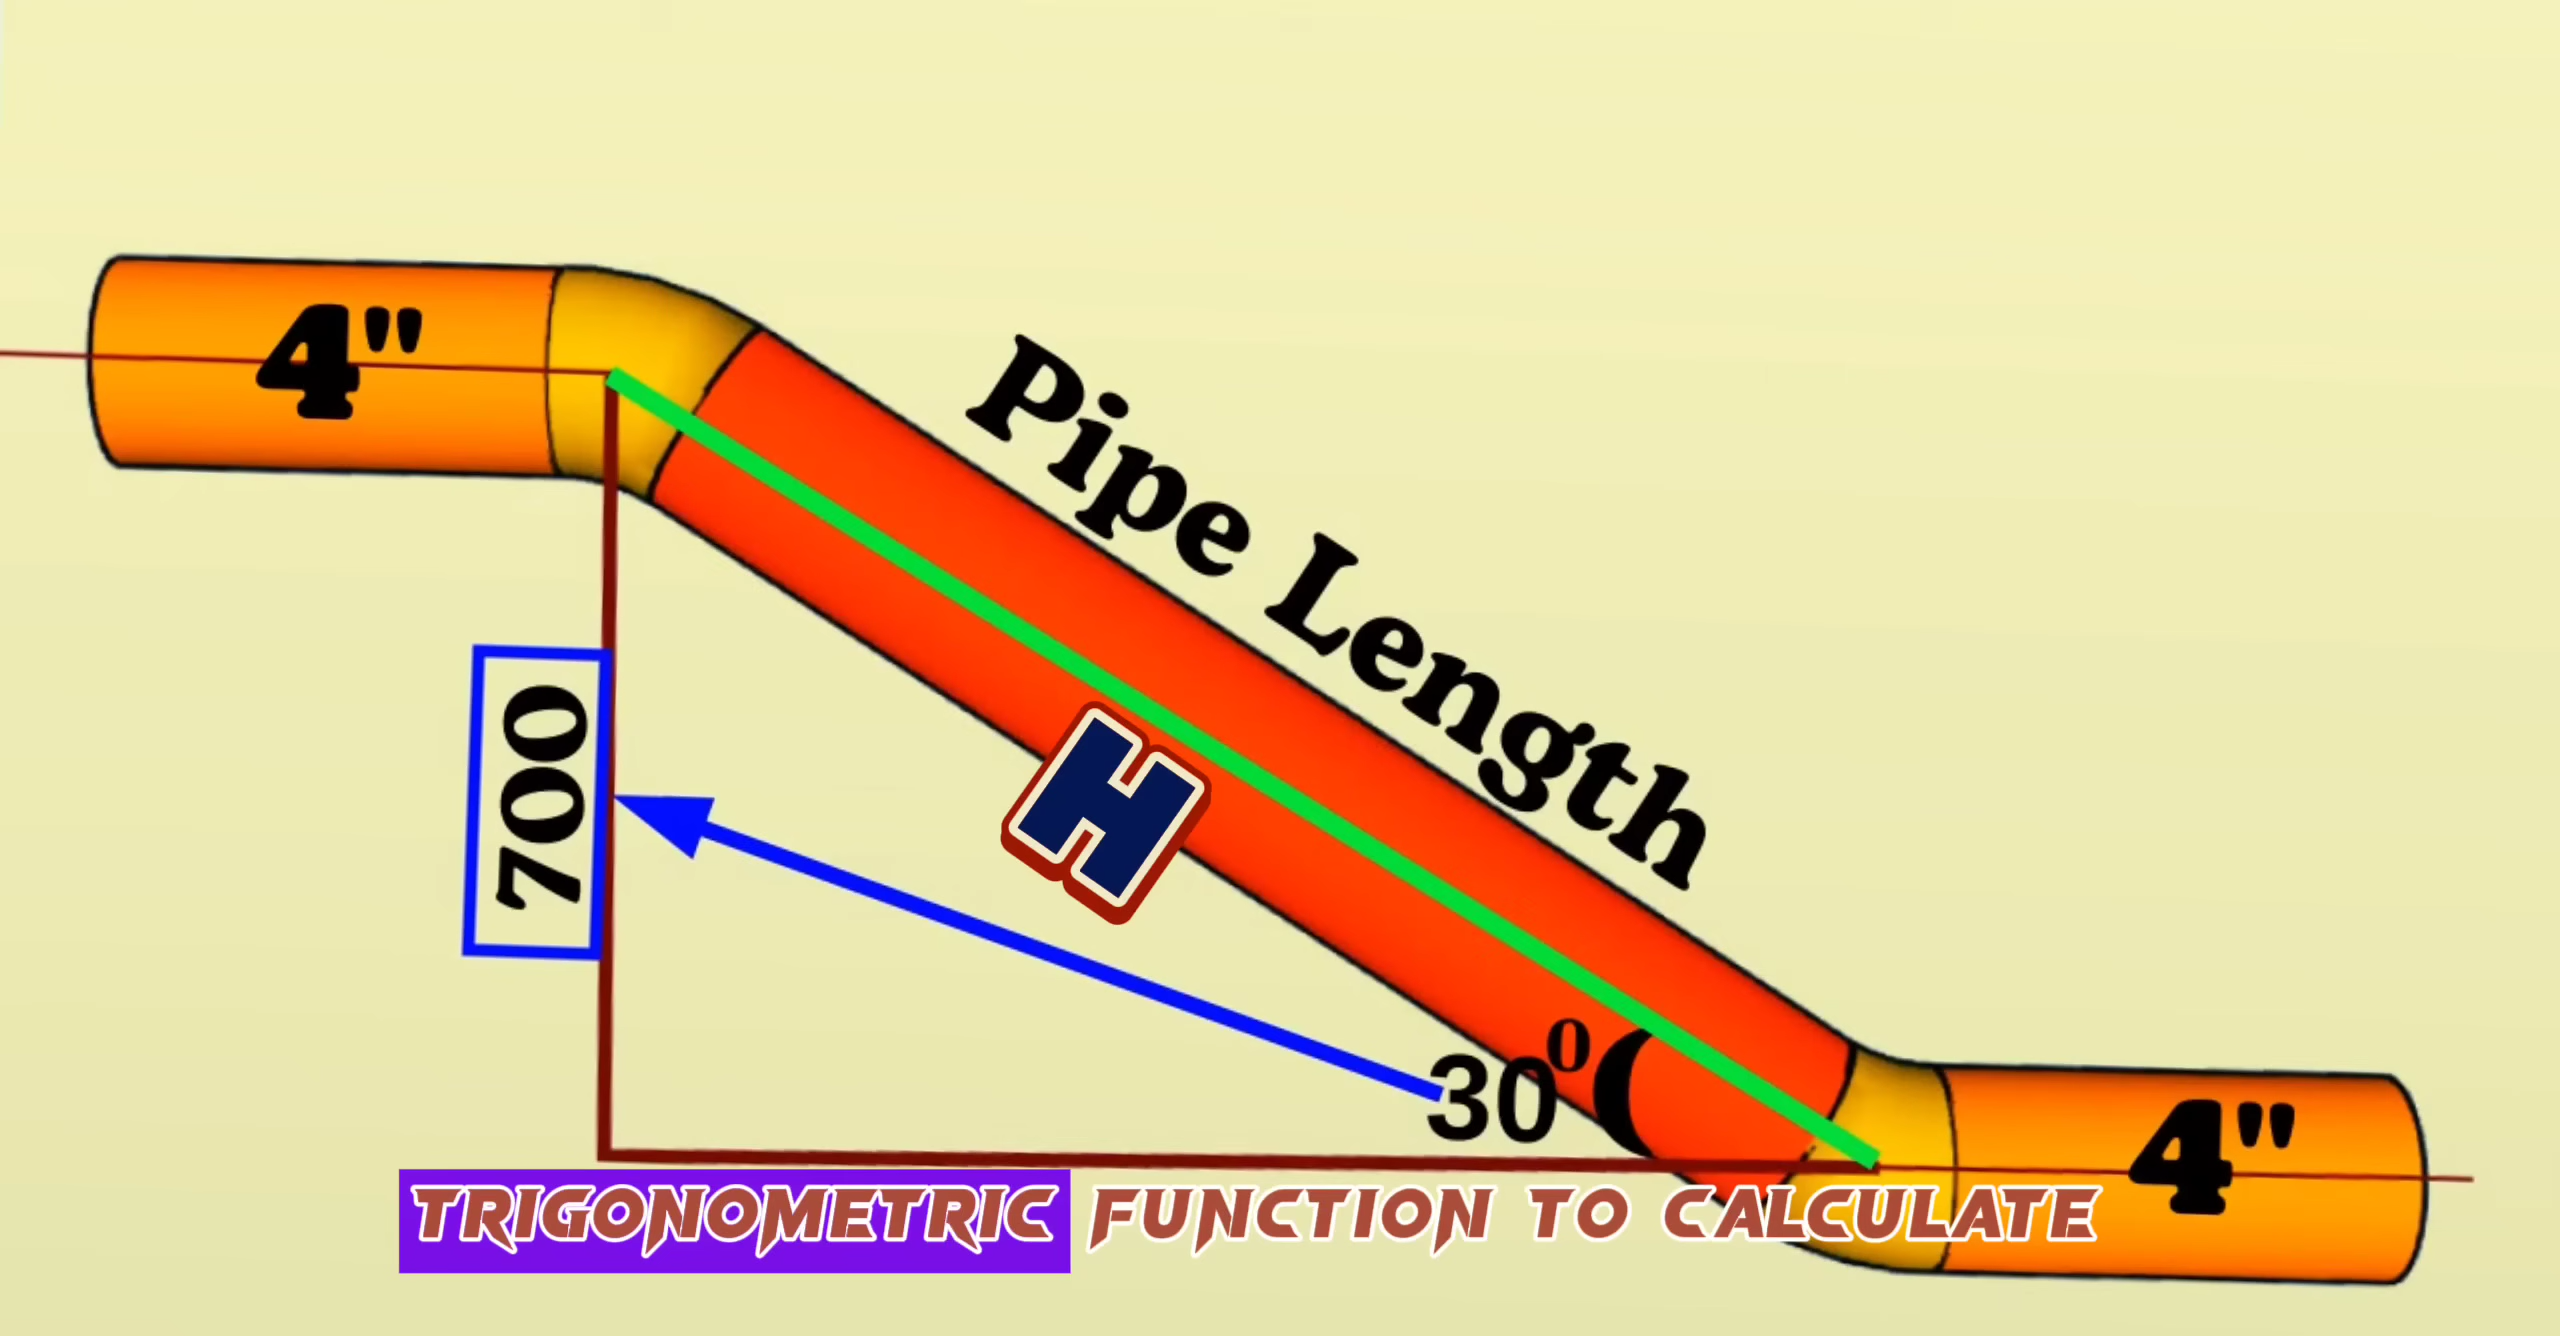 4"
Pipe Length
700
H
30⁰
4"
TRIGONOMETRIC FUNCTION TO CALCULATE